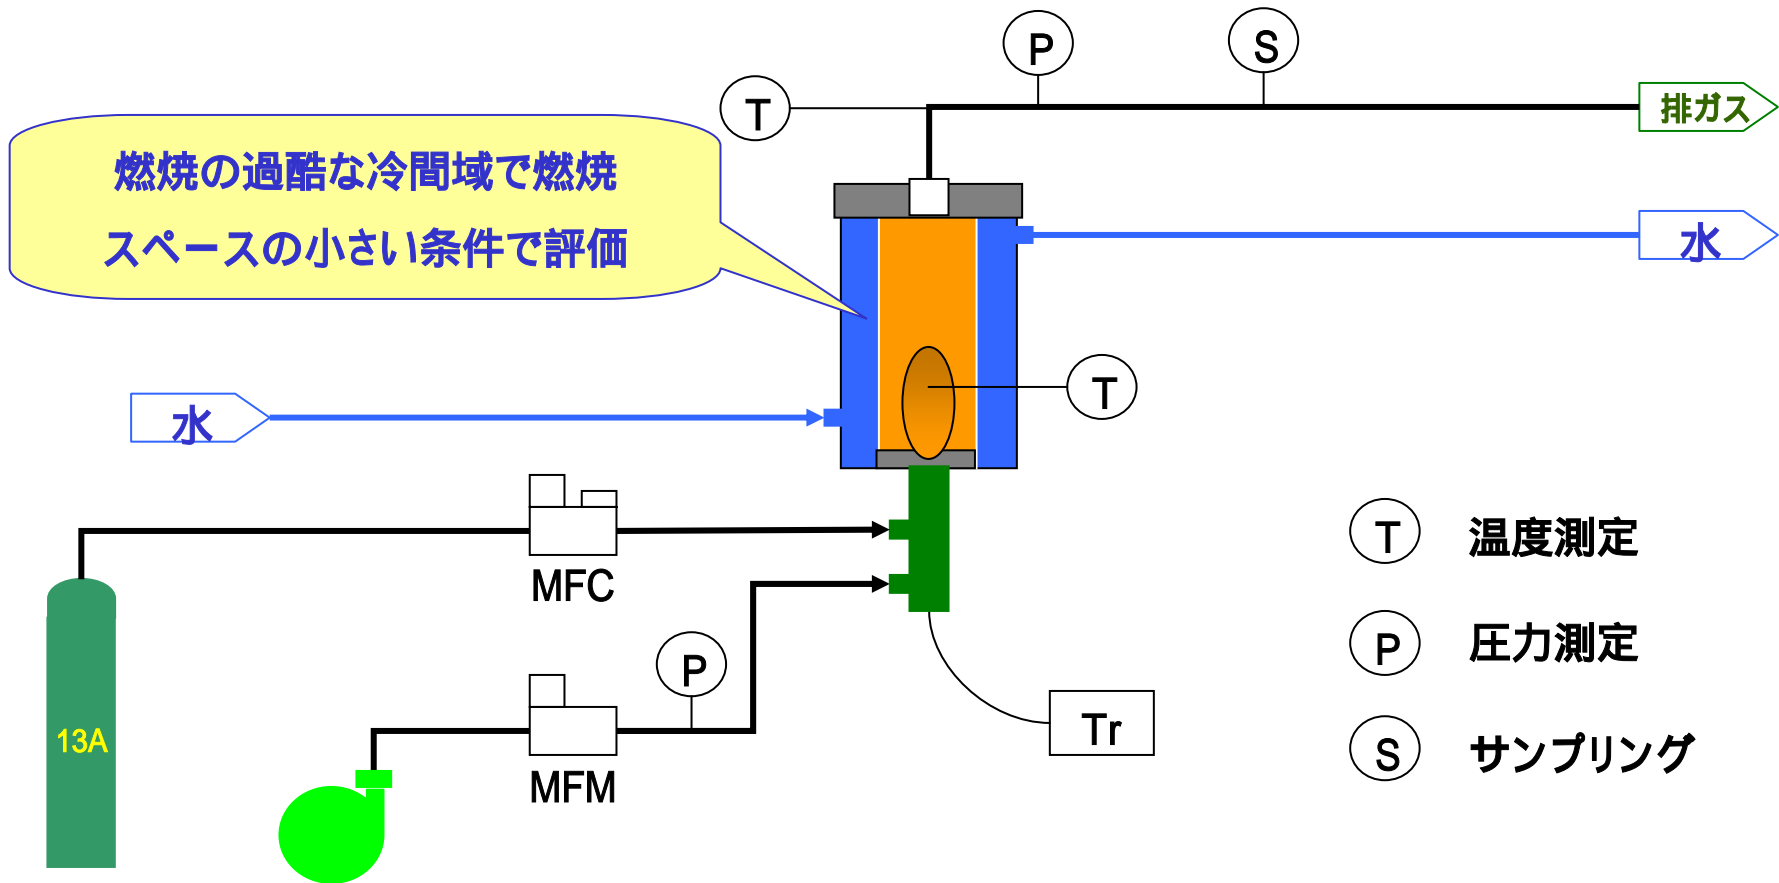 P
S
T
排ガス
燃焼の過酷な冷間域で燃焼
スペースの小さい条件で評価
水
T
水
MFC
T 温度測定
P 圧力測定
P
13A
Tr
S サンプリング
MFM